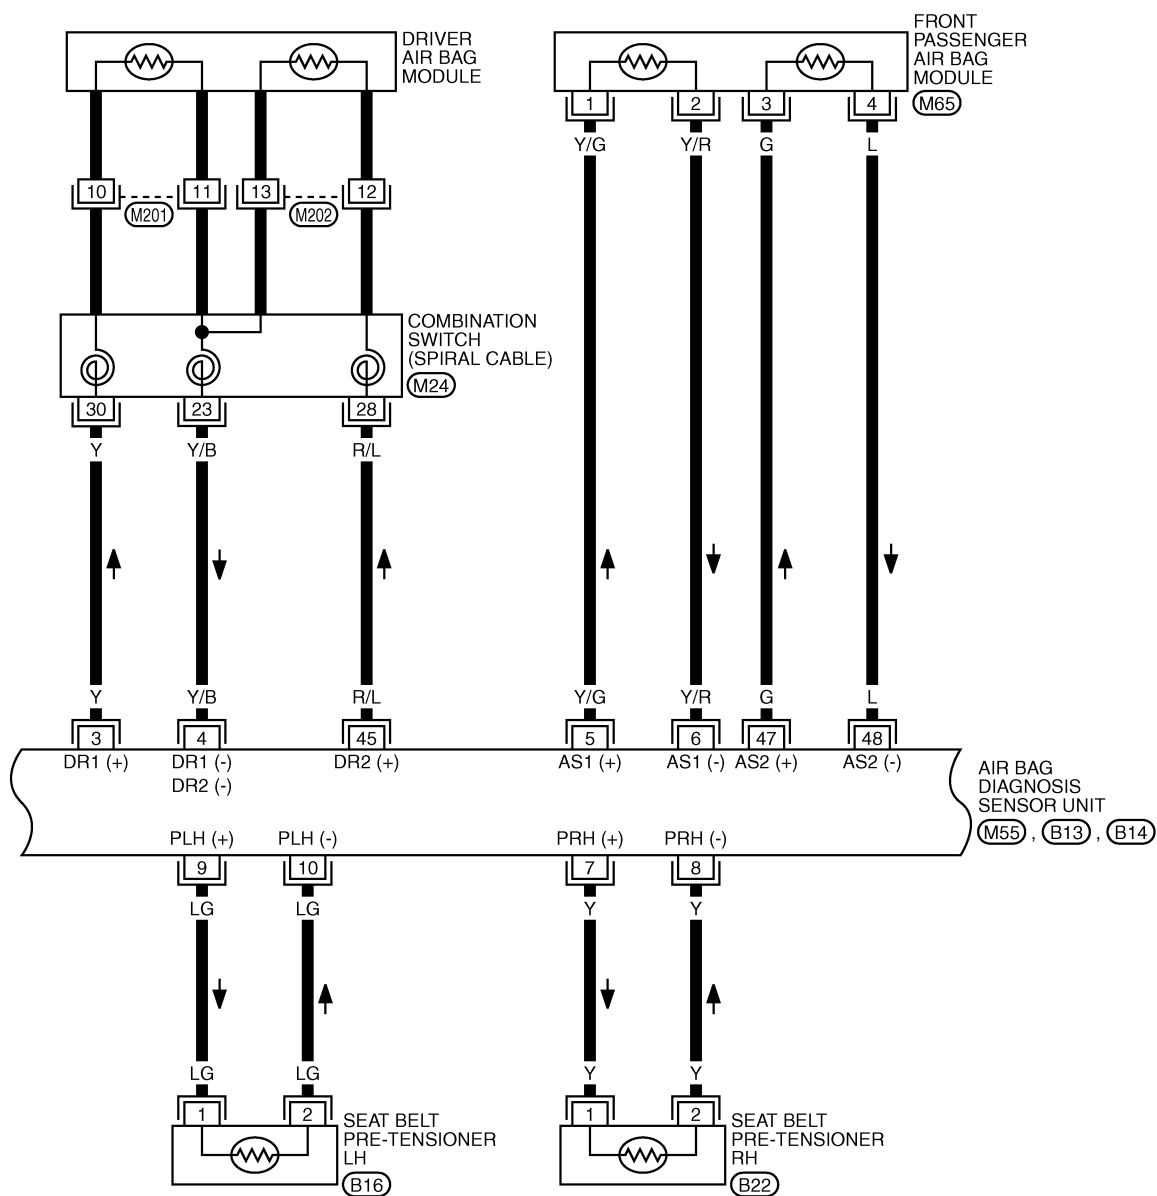 DRIVER
AIR BAG
MODULE
FRONT
PASSENGER
AIR BAG
MODULE
M65
1 2 3 4
Y/G Y/R G L
10 11 13 12
M201 M202
COMBINATION
SWITCH
(SPIRAL CABLE)
M24
30 23 28
Y Y/B R/L
Y Y/B R/L Y/G Y/R G L
3 4 45 5 6 47 48
DR1 (+) DR1 (-) DR2 (+) AS1 (+) AS1 (-) AS2 (+) AS2 (-)
DR2 (-)
AIR BAG
DIAGNOSIS
SENSOR UNIT
M55 , B13 , B14
PLH (+) PLH (-) PRH (+) PRH (-)
9 10 7 8
LG LG Y Y
LG LG Y Y
1 2 1 2
SEAT BELT
PRE-TENSIONER
LH
B16
SEAT BELT
PRE-TENSIONER
RH
B22